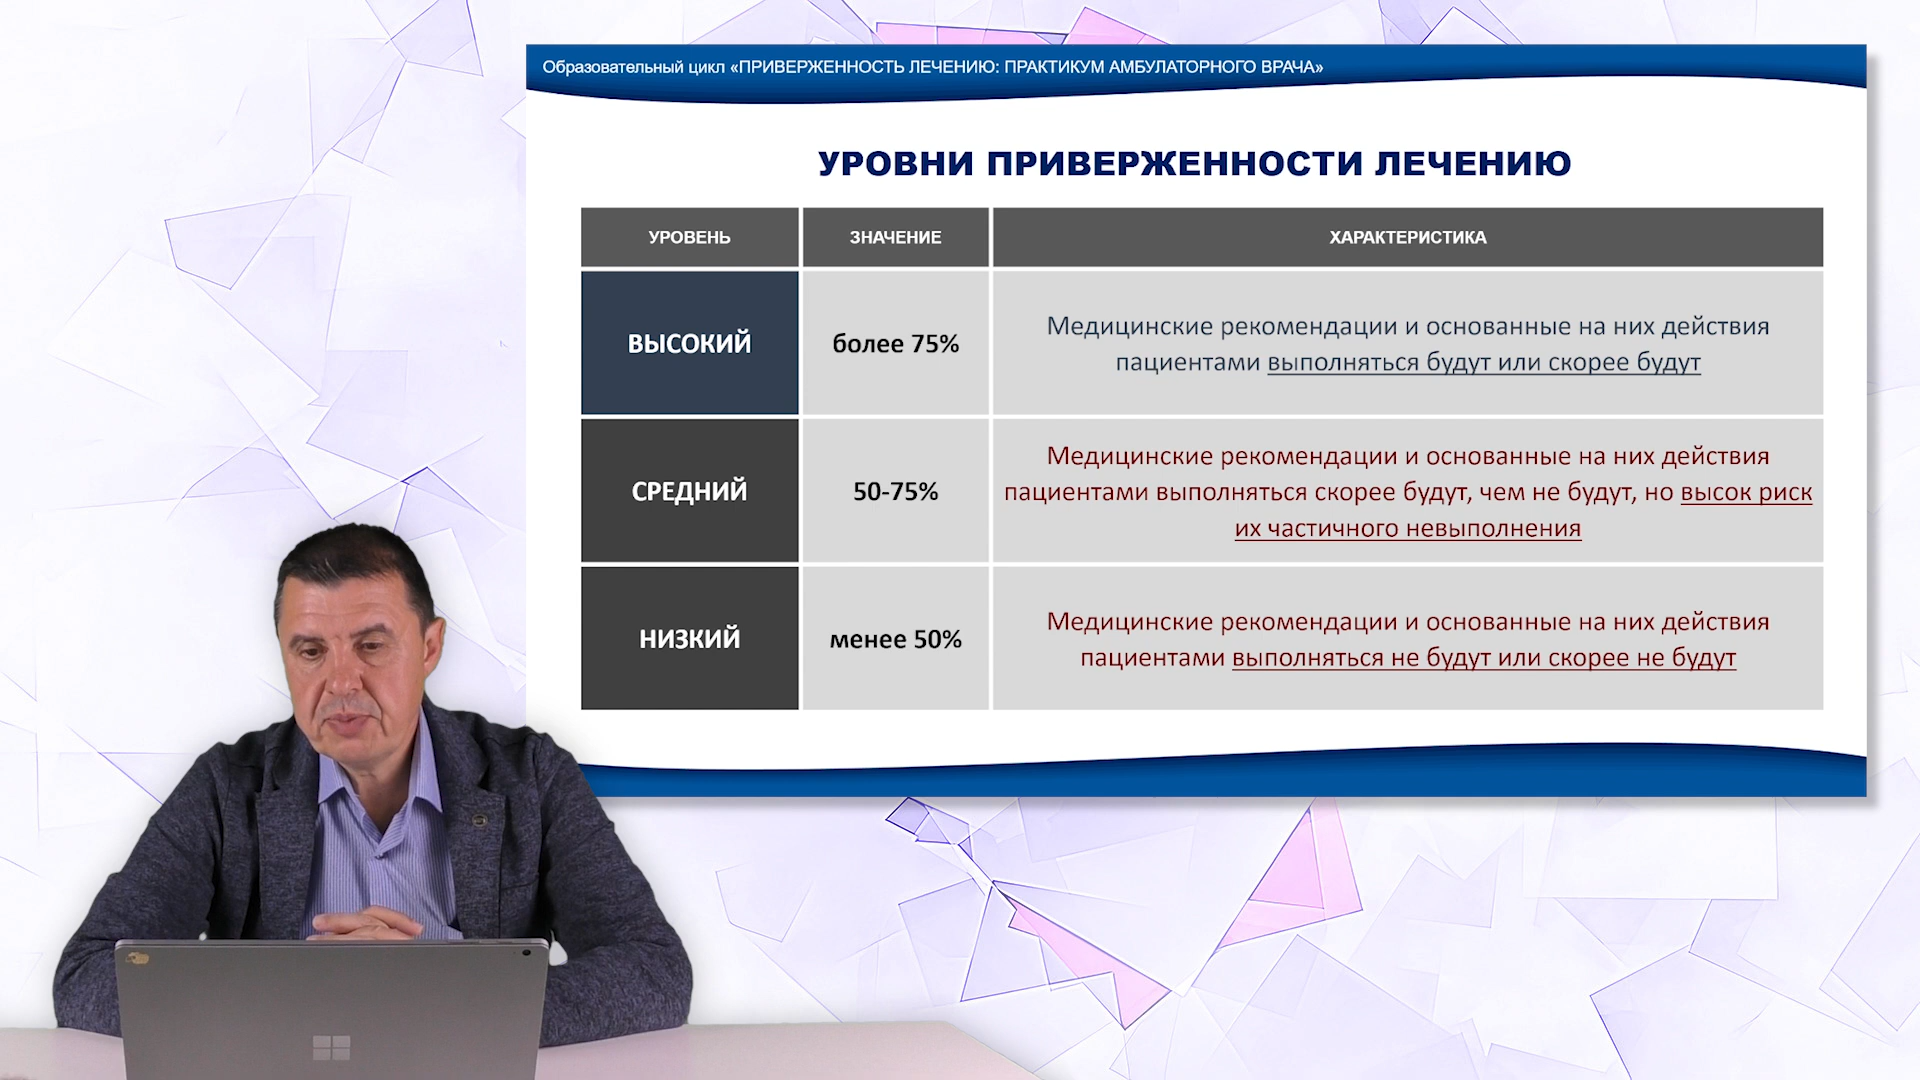 Образовательный цикл «ПРИВЕРЖЕННОСТЬ ЛЕЧЕНИЮ: ПРАКТИКУМ АМБУЛАТОРНОГО ВРАЧА»
УРОВНИ ПРИВЕРЖЕННОСТИ ЛЕЧЕНИЮ
УРОВЕНЬ ЗНАЧЕНИЕ ХАРАКТЕРИСТИКА
ВЫСОКИЙ
более 75%
Медицинские рекомендации и основанные на них действия
пациентами выполняться будут или скорее будут
СРЕДНИЙ
50-75%
Медицинские рекомендации и основанные на них действия
пациентами выполняться скорее будут, чем не будут, но высок риск
их частичного невыполнения
НИЗКИЙ
менее 50%
Медицинские рекомендации и основанные на них действия
пациентами выполняться не будут или скорее не будут